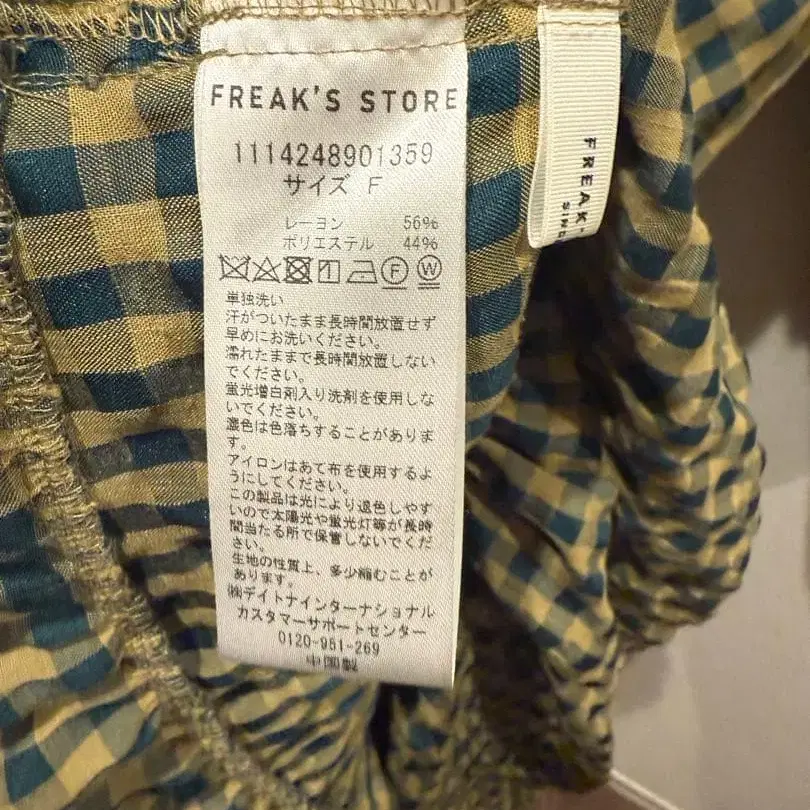 FREAK'S STORE
1114248901359
サイズ F
レーヨン 56%
ポリエステル 44%
F W
単独洗い
汗がついたまま長時間放置せず
早めにお洗いください。
濡れたままで長時間放置しない
でください。
蛍光増白剤入り洗剤を使用しな
いでください。
濃色は色落ちすることがありま
す。
アイロンはあて布を使用するよ
うにしてください。
この製品は光により退色しやす
いので太陽光や蛍光灯等が長時
間当たる所で保管しないでくだ
さい。
生地の性質上、多少縮むことが
あります。
㈱デイトナインターナショナル
カスタマーサポートセンター
0120-951-269
中国製
FREAK'